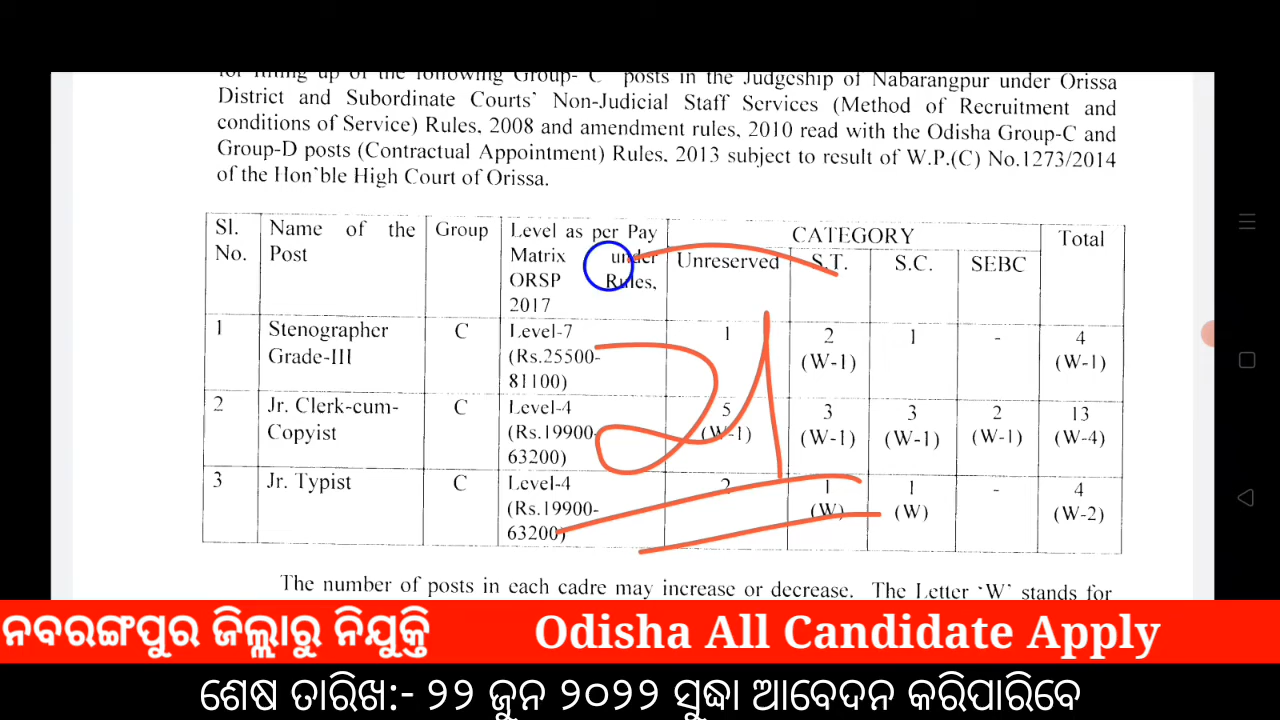 for filling up of the following Group-'C' posts in the Judgeship of Nabarangpur under Orissa
District and Subordinate Courts' Non-Judicial Staff Services (Method of Recruitment and
conditions of Service) Rules, 2008 and amendment rules, 2010 read with the Odisha Group-C and
Group-D posts (Contractual Appointment) Rules, 2013 subject to result of W.P.(C) No.1273/2014
of the Hon'ble High Court of Orissa.
Sl. No. Name of the Post Group Level as per Pay Matrix under ORSP Rules, 2017 CATEGORY Total
Unreserved S.T. S.C. SEBC
1 Stenographer Grade-III C Level-7 (Rs.25500-81100) 1 2 (W-1) 1 - 4 (W-1)
2 Jr. Clerk-cum-Copyist C Level-4 (Rs.19900-63200) 5 (W-1) 3 (W-1) 3 (W-1) 2 (W-1) 13 (W-4)
3 Jr. Typist C Level-4 (Rs.19900-63200) 2 1 (W) 1 (W) - 4 (W-2)
21
The number of posts in each cadre may increase or decrease. The Letter 'W' stands for
ନବରଙ୍ଗପୁର ଜିଲ୍ଲାରୁ ନିଯୁକ୍ତି Odisha All Candidate Apply
ଶେଷ ତାରିଖ:- ୨୨ ଜୁନ ୨୦୨୨ ସୁଦ୍ଧା ଆବେଦନ କରିପାରିବେ